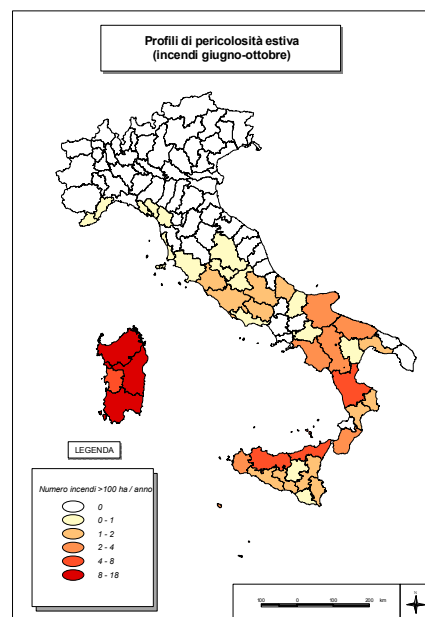 Profili di pericolosità estiva
(incendi giugno-ottobre)
LEGENDA
Numero incendi >100 ha / anno
0
0 - 1
1 - 2
2 - 4
4 - 8
8 - 18
100 0 100 200 km
N